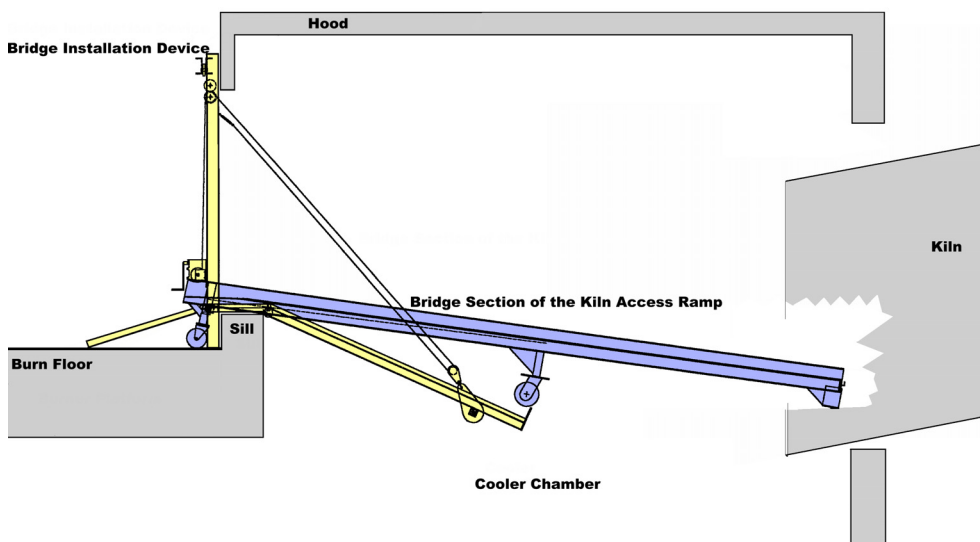 Hood
Bridge Installation Device
Kiln
Bridge Section of the Kiln Access Ramp
Sill
Burn Floor
Cooler Chamber